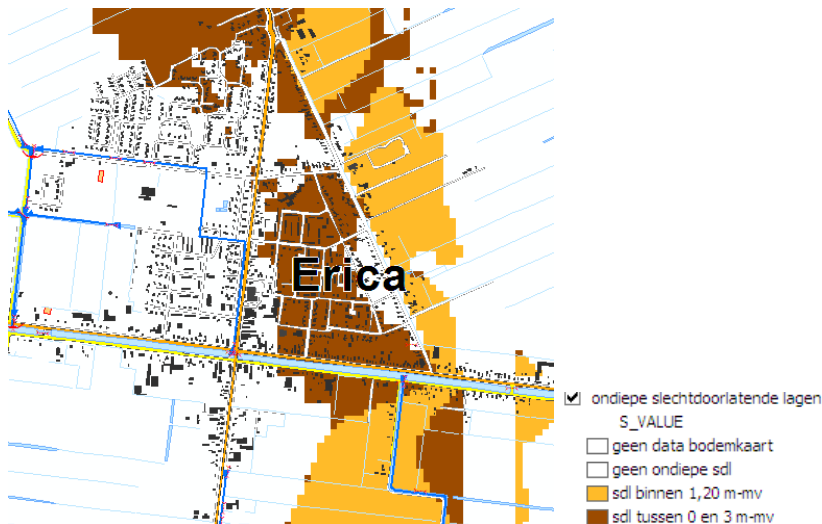 Erica
ondiepe slechtdoorlatende lagen
S_VALUE
geen data bodemkaart
geen ondiepe sdl
sdl binnen 1,20 m-mv
sdl tussen 0 en 3 m-mv